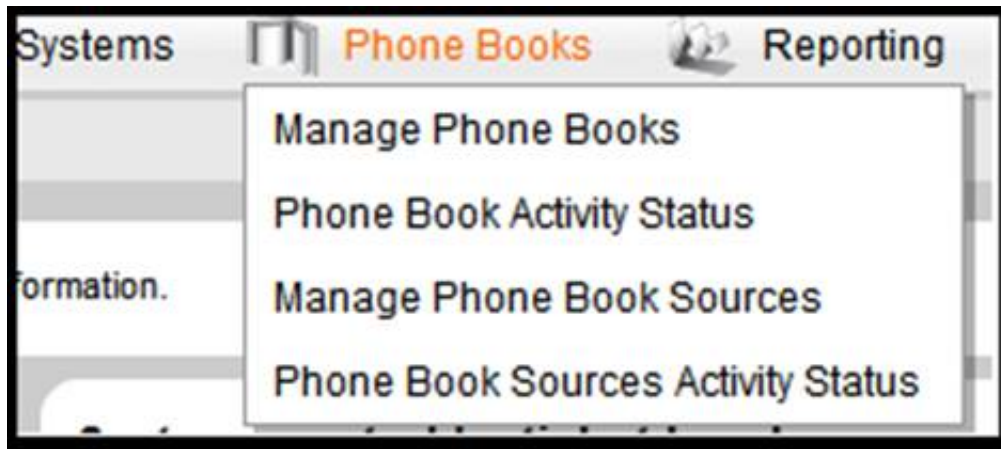 Systems Phone Books Reporting
Manage Phone Books
Phone Book Activity Status
Manage Phone Book Sources
formation.
Phone Book Sources Activity Status